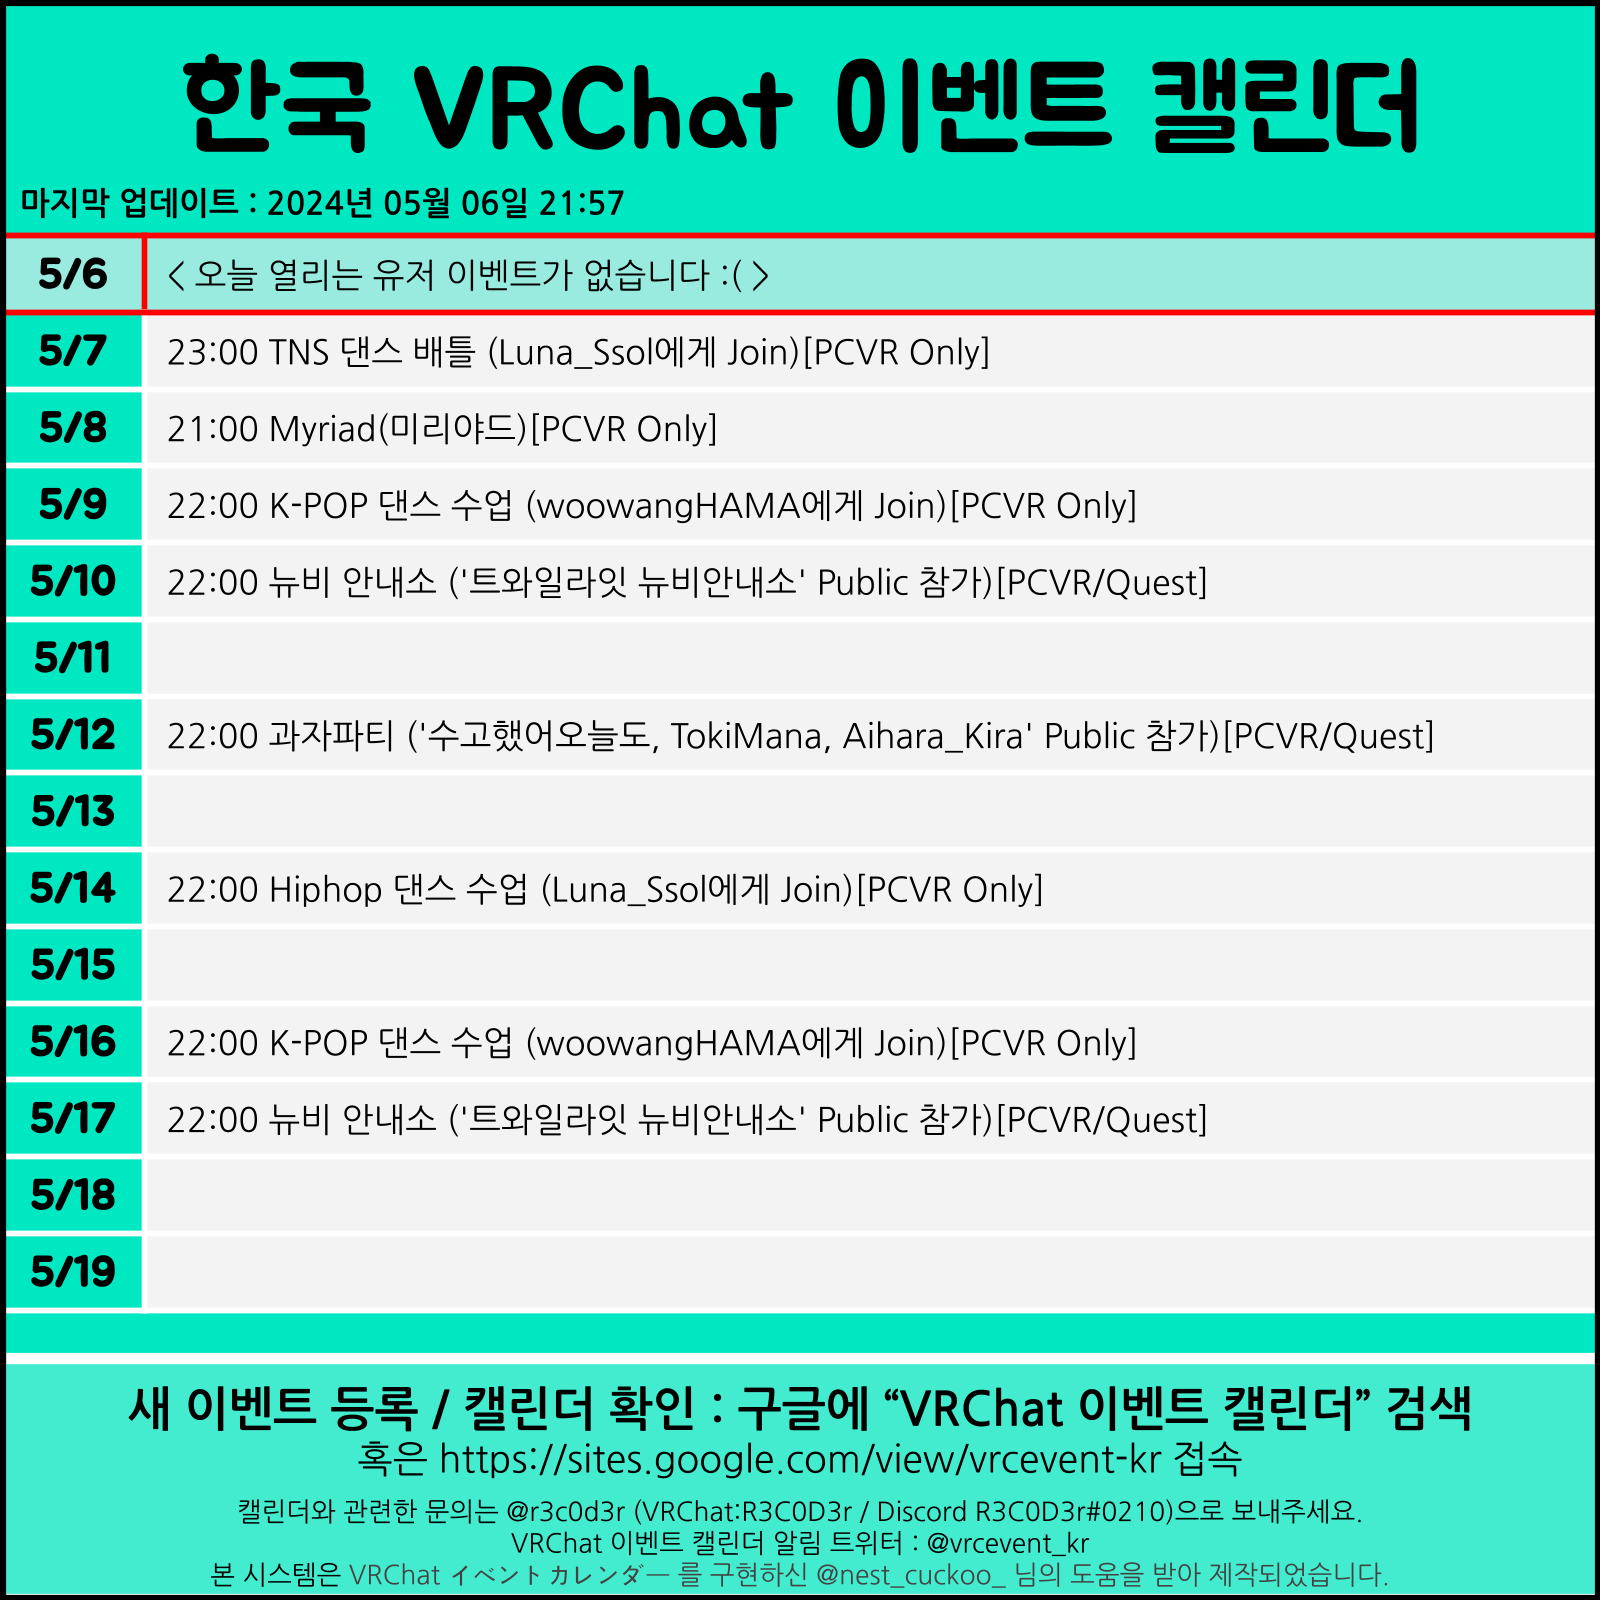 한국 VRChat 이벤트 캘린더
마지막 업데이트 : 2024년 05월 06일 21:57
5/6 < 오늘 열리는 유저 이벤트가 없습니다 :( >
5/7 23:00 TNS 댄스 배틀 (Luna_Ssol에게 Join)[PCVR Only]
5/8 21:00 Myriad(미리야드)[PCVR Only]
5/9 22:00 K-POP 댄스 수업 (woowangHAMA에게 Join)[PCVR Only]
5/10 22:00 뉴비 안내소 ('트와일라잇 뉴비안내소' Public 참가)[PCVR/Quest]
5/11
5/12 22:00 과자파티 ('수고했어오늘도, TokiMana, Aihara_Kira' Public 참가)[PCVR/Quest]
5/13
5/14 22:00 Hiphop 댄스 수업 (Luna_Ssol에게 Join)[PCVR Only]
5/15
5/16 22:00 K-POP 댄스 수업 (woowangHAMA에게 Join)[PCVR Only]
5/17 22:00 뉴비 안내소 ('트와일라잇 뉴비안내소' Public 참가)[PCVR/Quest]
5/18
5/19
새 이벤트 등록 / 캘린더 확인 : 구글에 “VRChat 이벤트 캘린더” 검색
혹은 https://sites.google.com/view/vrcevent-kr 접속
캘린더와 관련한 문의는 @r3c0d3r (VRChat:R3C0D3r / Discord R3C0D3r#0210)으로 보내주세요.
VRChat 이벤트 캘린더 알림 트위터 : @vrcevent_kr
본 시스템은 VRChat イベントカレンダー 를 구현하신 @nest_cuckoo_ 님의 도움을 받아 제작되었습니다.